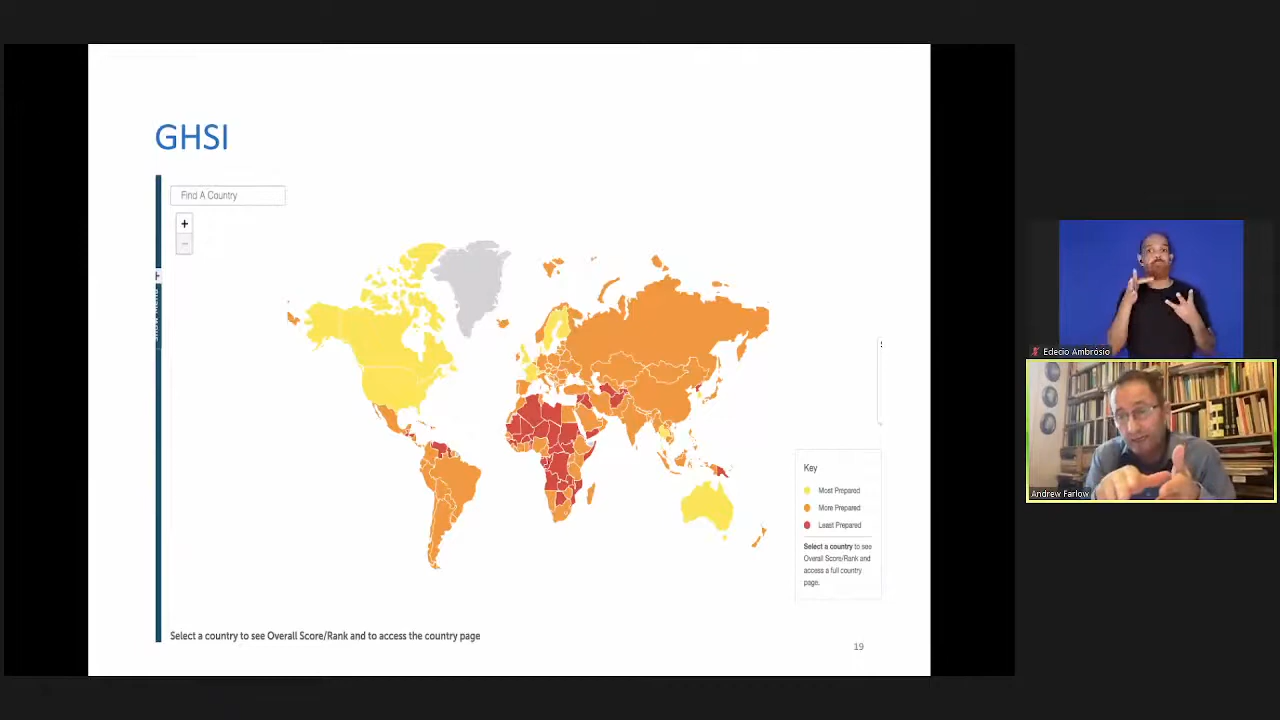 GHSI
Find A Country
+
−
Key
Most Prepared
More Prepared
Least Prepared
Select a country to see
Overall Score/Rank and
access a full country
page.
Select a country to see Overall Score/Rank and to access the country page
19
Edecio Ambrósio
Andrew Farlow